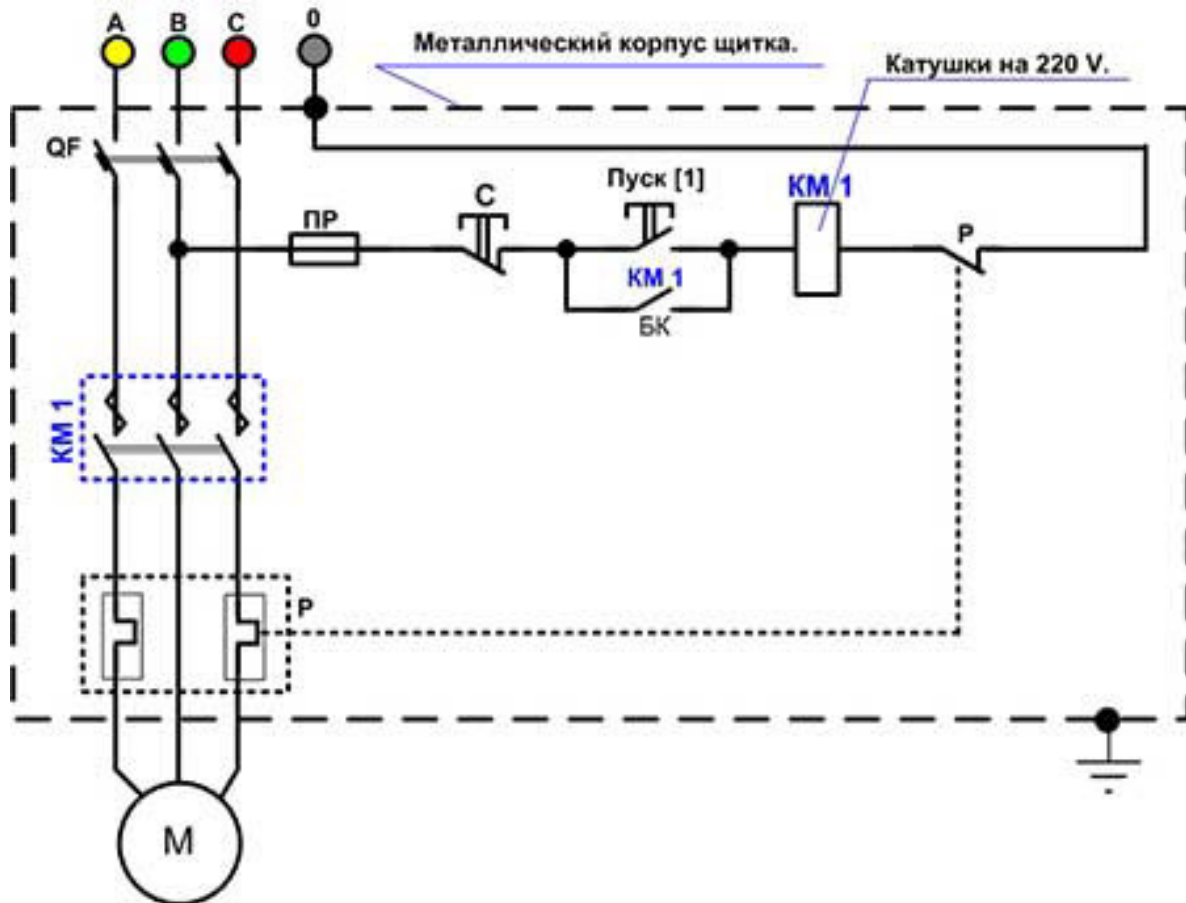 А В С 0
Металлический корпус щитка.
Катушки на 220 V.
QF
ПР
С
Пуск [1]
КМ 1
Р
КМ 1
БК
КМ 1
Р
М